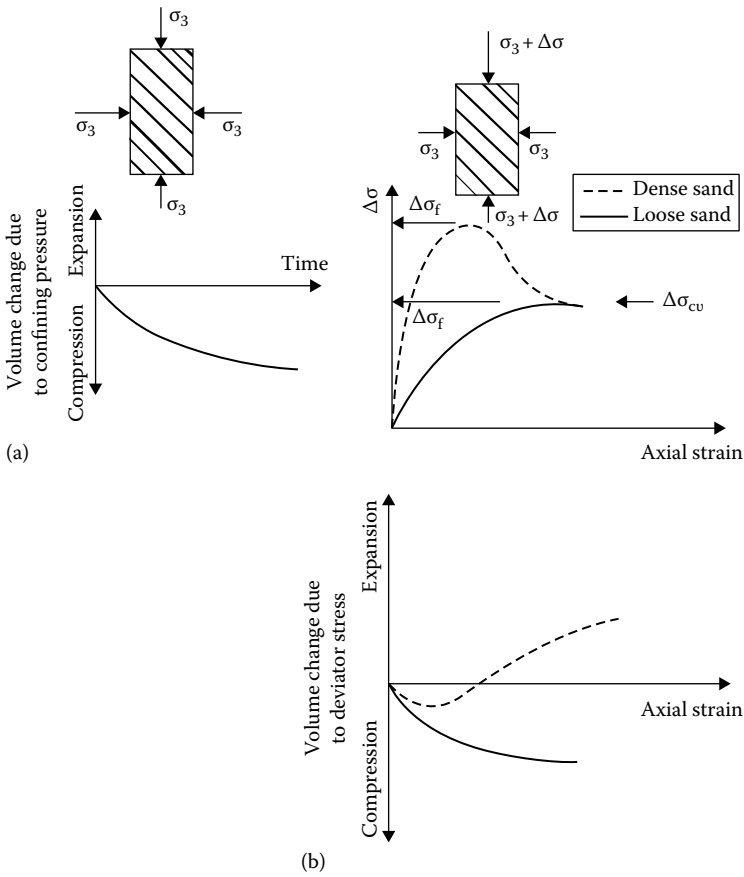 σ3
σ3
σ3
σ3
Volume change due
to confining pressure
Expansion
Compression
Time
(a)
σ3 + Δσ
σ3
σ3
σ3 + Δσ
Δσ
Δσf
Δσf
Δσcv
Dense sand
Loose sand
Axial strain
Volume change due
to deviator stress
Expansion
Compression
Axial strain
(b)